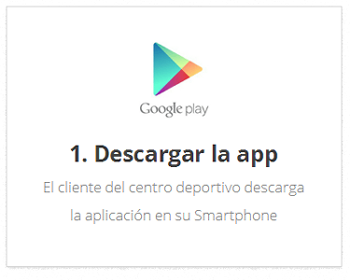 Google play
1. Descargar la app
El cliente del centro deportivo descarga
la aplicación en su Smartphone